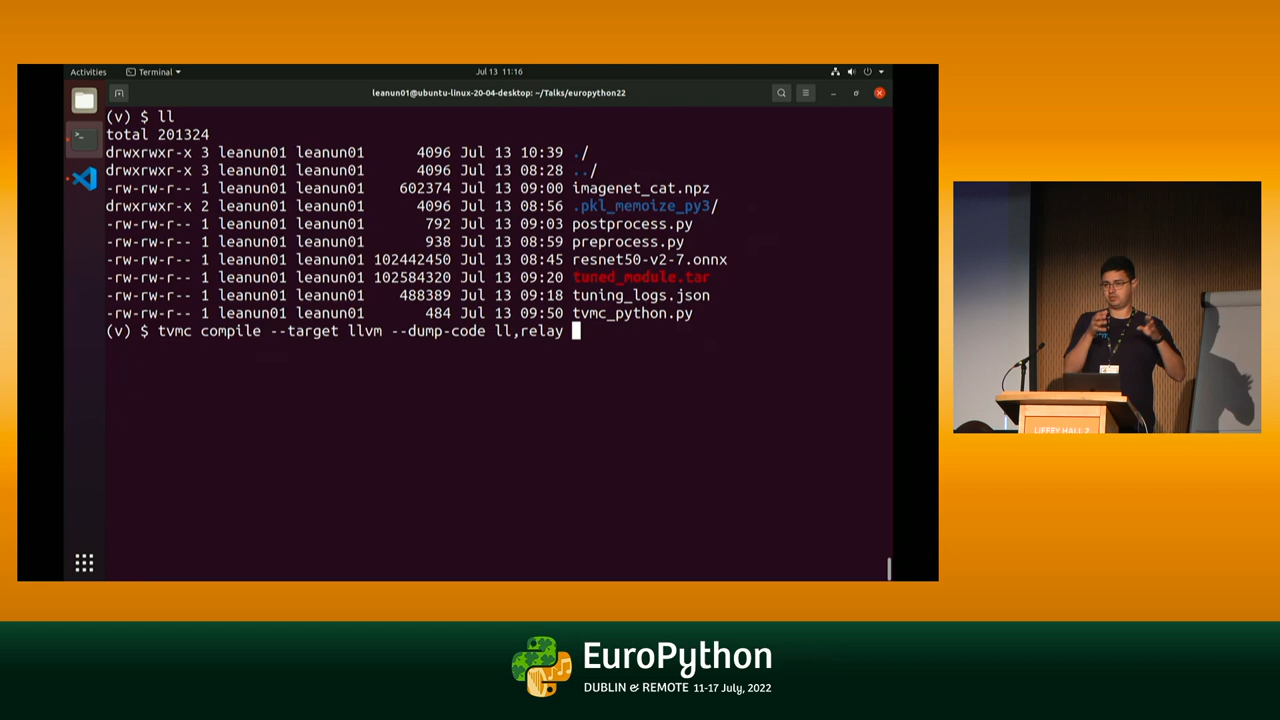 Activities
Terminal
Jul 13 11:16
leanun01@ubuntu-linux-20-04-desktop: ~/Talks/europython22
(v) $ ll
total 201324
drwxrwxr-x 3 leanun01 leanun01 4096 Jul 13 10:39 ./
drwxrwxr-x 3 leanun01 leanun01 4096 Jul 13 08:28 ../
-rw-rw-r-- 1 leanun01 leanun01 602374 Jul 13 09:00 imagenet_cat.npz
drwxrwxr-x 2 leanun01 leanun01 4096 Jul 13 08:56 .pkl_memoize_py3/
-rw-rw-r-- 1 leanun01 leanun01 792 Jul 13 09:03 postprocess.py
-rw-rw-r-- 1 leanun01 leanun01 938 Jul 13 08:59 preprocess.py
-rw-rw-r-- 1 leanun01 leanun01 102442450 Jul 13 08:45 resnet50-v2-7.onnx
-rw-rw-r-- 1 leanun01 leanun01 102584320 Jul 13 09:20 tuned_module.tar
-rw-rw-r-- 1 leanun01 leanun01 488389 Jul 13 09:18 tuning_logs.json
-rw-rw-r-- 1 leanun01 leanun01 484 Jul 13 09:50 tvmc_python.py
(v) $ tvmc compile --target llvm --dump-code ll,relay
LIFFEY HALL 2
EuroPython
DUBLIN & REMOTE 11-17 July, 2022